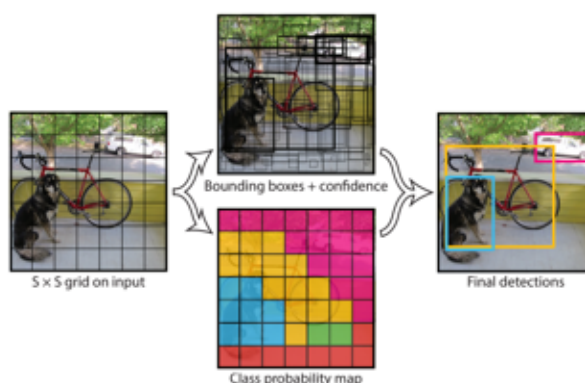 Bounding boxes + confidence
S × S grid on input
Final detections
Class probability map